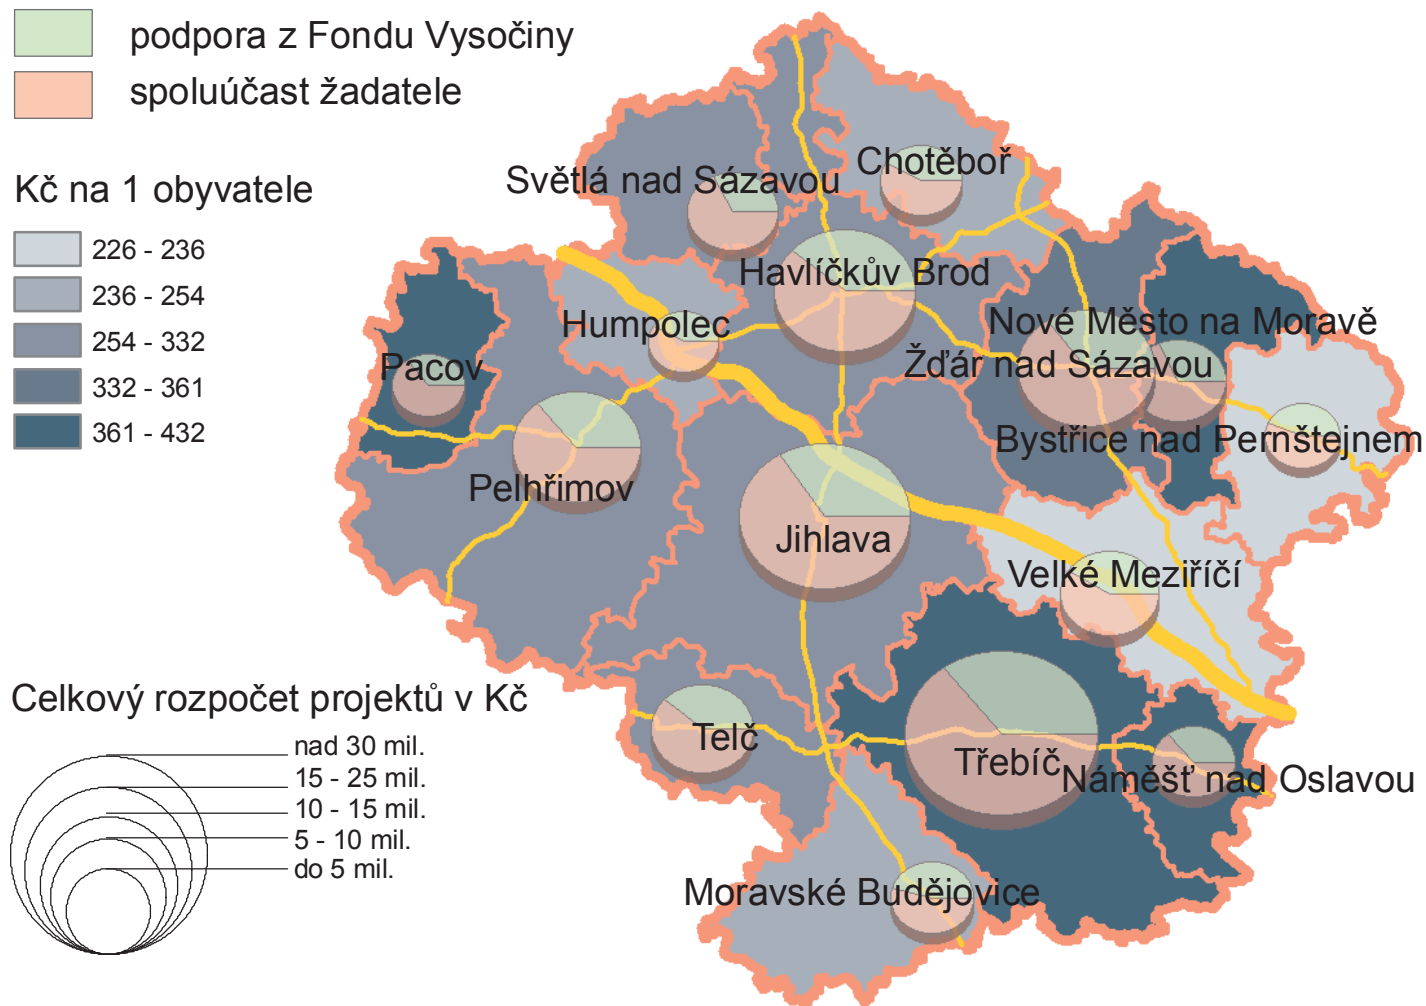 podpora z Fondu Vysočiny
spoluúčast žadatele
Kč na 1 obyvatele
226 - 236
236 - 254
254 - 332
332 - 361
361 - 432
Chotěboř
Světlá nad Sázavou
Havlíčkův Brod
Humpolec
Nové Město na Moravě
Pacov
Žďár nad Sázavou
Bystřice nad Pernštejnem
Pelhřimov
Jihlava
Velké Meziříčí
Telč
Třebíč
Náměšť nad Oslavou
Moravské Budějovice
Celkový rozpočet projektů v Kč
nad 30 mil.
15 - 25 mil.
10 - 15 mil.
5 - 10 mil.
do 5 mil.